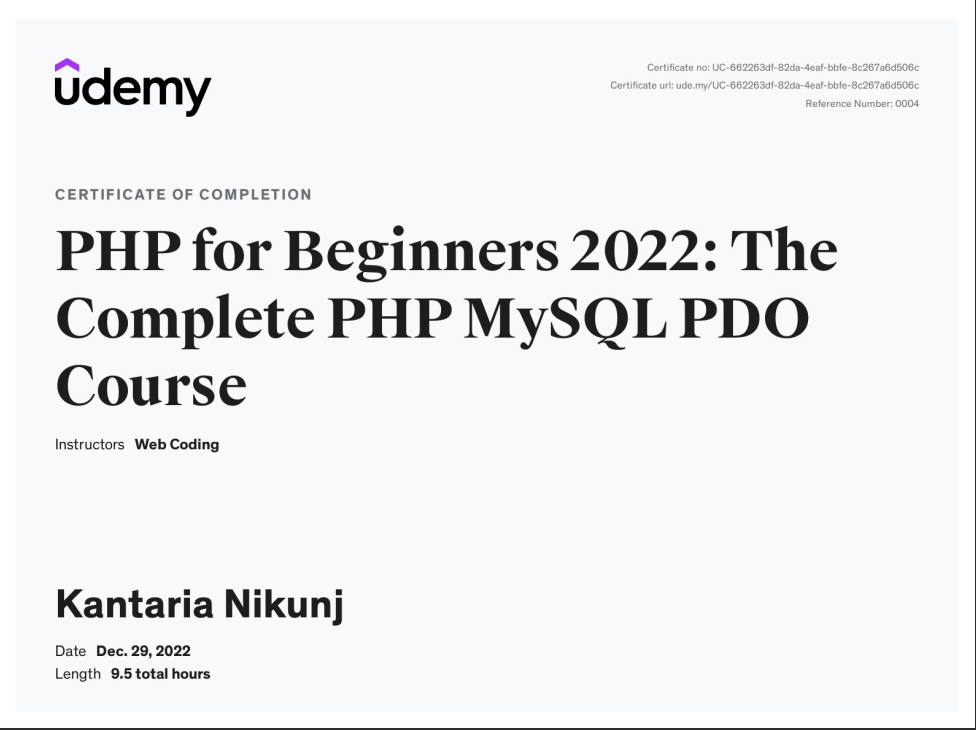 udemy
Certificate no: UC-662263df-82da-4eaf-bbfe-8c267a6d506c
Certificate url: ude.my/UC-662263df-82da-4eaf-bbfe-8c267a6d506c
Reference Number: 0004
CERTIFICATE OF COMPLETION
PHP for Beginners 2022: The
Complete PHP MySQL PDO
Course
Instructors Web Coding
Kantaria Nikunj
Date Dec. 29, 2022
Length 9.5 total hours